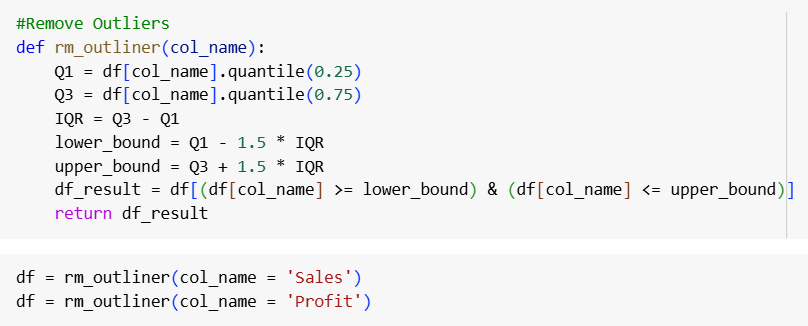 #Remove Outliers
def rm_outliner(col_name):
    Q1 = df[col_name].quantile(0.25)
    Q3 = df[col_name].quantile(0.75)
    IQR = Q3 - Q1
    lower_bound = Q1 - 1.5 * IQR
    upper_bound = Q3 + 1.5 * IQR
    df_result = df[(df[col_name] >= lower_bound) & (df[col_name] <= upper_bound)]
    return df_result
df = rm_outliner(col_name = 'Sales')
df = rm_outliner(col_name = 'Profit')